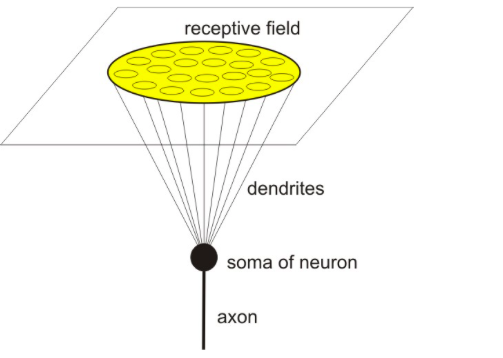 receptive field
dendrites
soma of neuron
axon